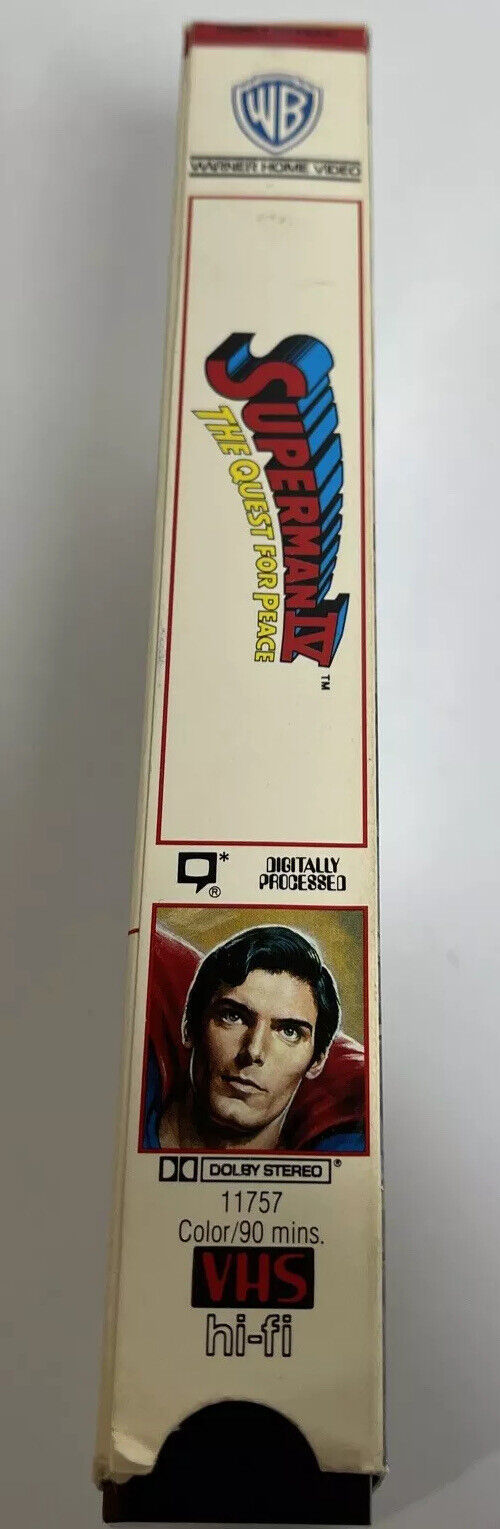 WB
WARNER HOME VIDEO
SUPERMAN IV
™
THE QUEST FOR PEACE
*
®
DIGITALLY
PROCESSED
DOLBY STEREO®
11757
Color/90 mins.
VHS
hi-fi